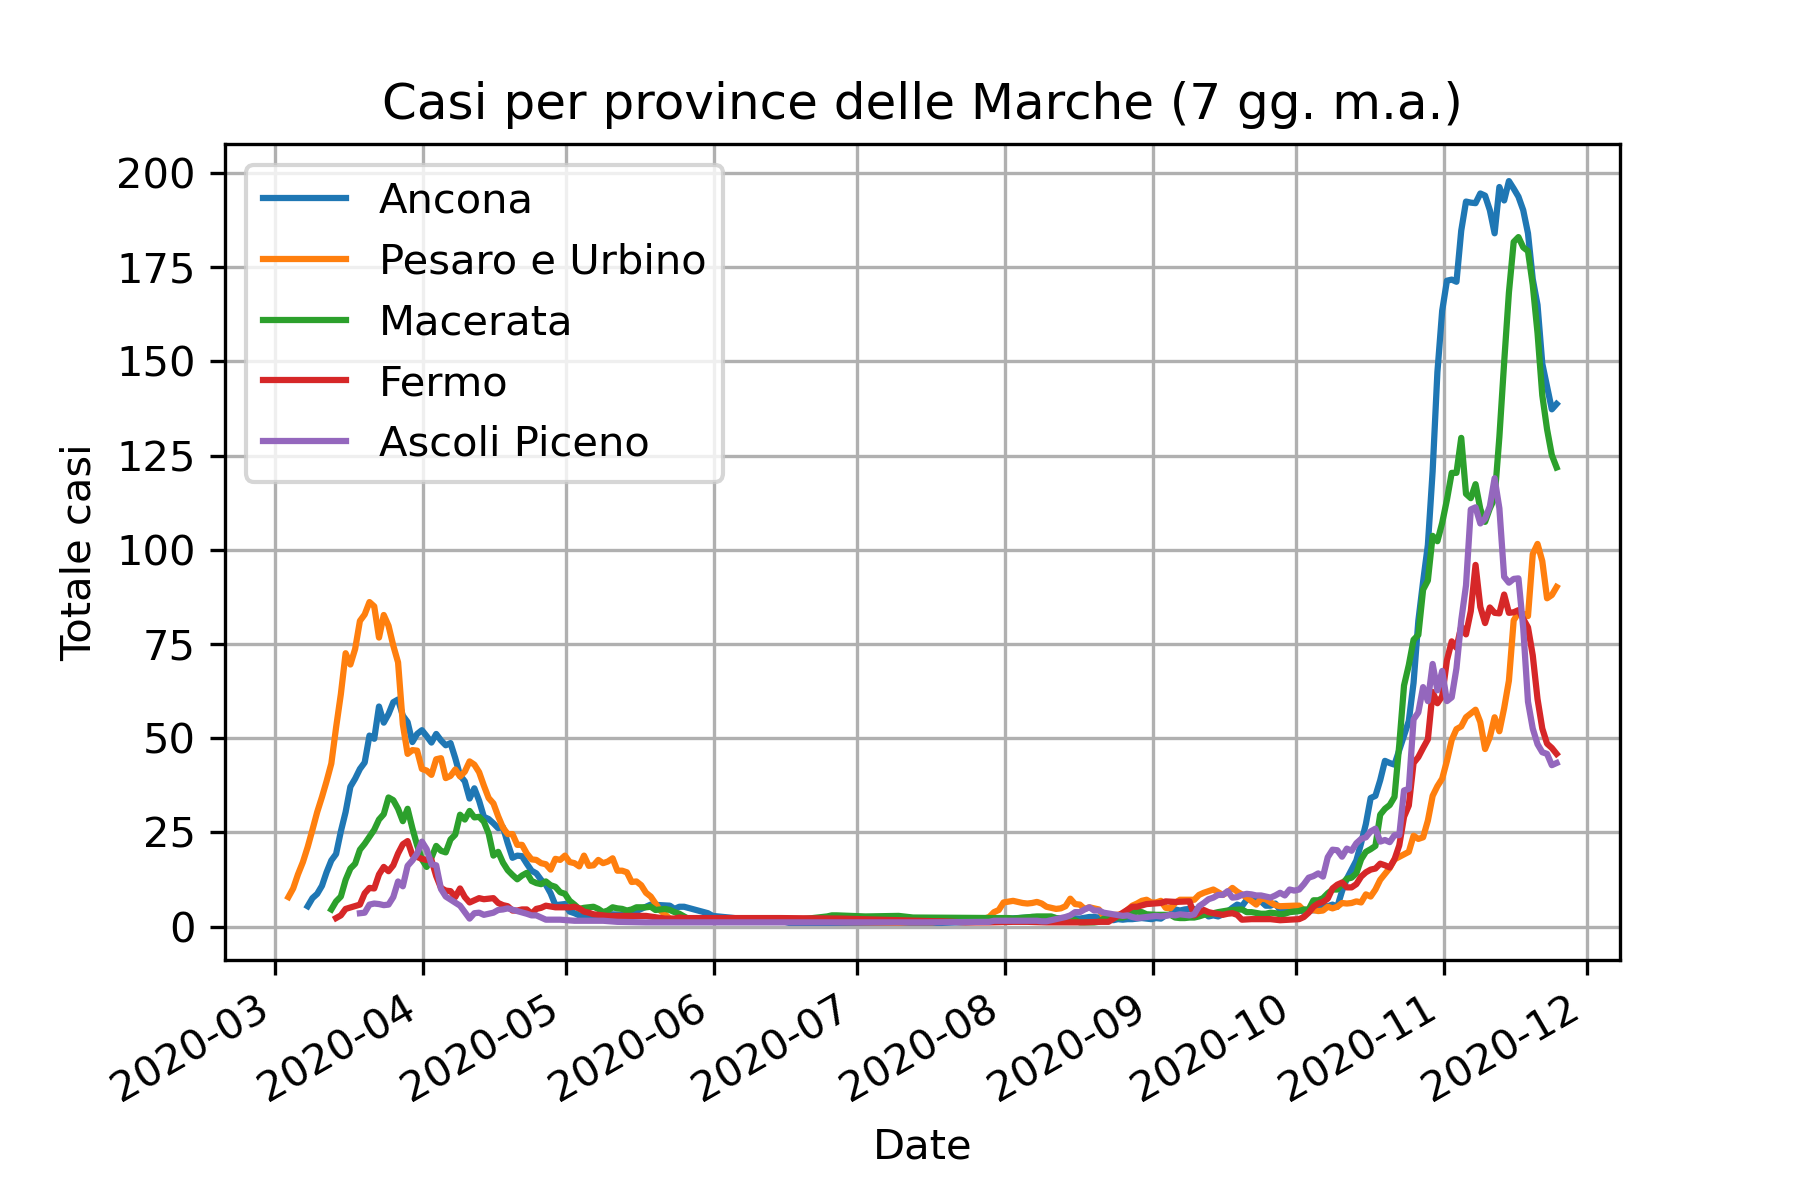 Casi per province delle Marche (7 gg. m.a.)
Ancona
Pesaro e Urbino
Macerata
Fermo
Ascoli Piceno
Totale casi
200
175
150
125
100
75
50
25
0
2020-03
2020-04
2020-05
2020-06
2020-07
2020-08
2020-09
2020-10
2020-11
2020-12
Date